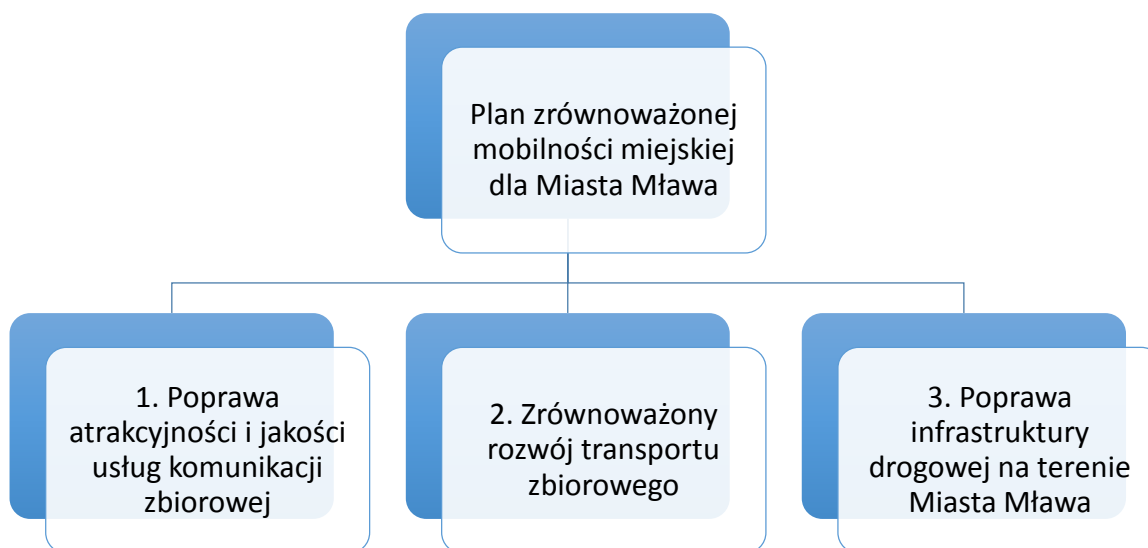 Plan zrównoważonej
mobilności miejskiej
dla Miasta Mława
1. Poprawa
atrakcyjności i jakości
usług komunikacji
zbiorowej
2. Zrównoważony
rozwój transportu
zbiorowego
3. Poprawa
infrastruktury
drogowej na terenie
Miasta Mława